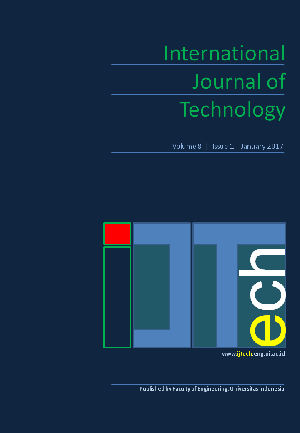 International
Journal of
Technology
Volume 8 Issue 1 January 2017
iJTech
www.ijtech.eng.ui.ac.id
Published by Faculty of Engineering, Universitas Indonesia